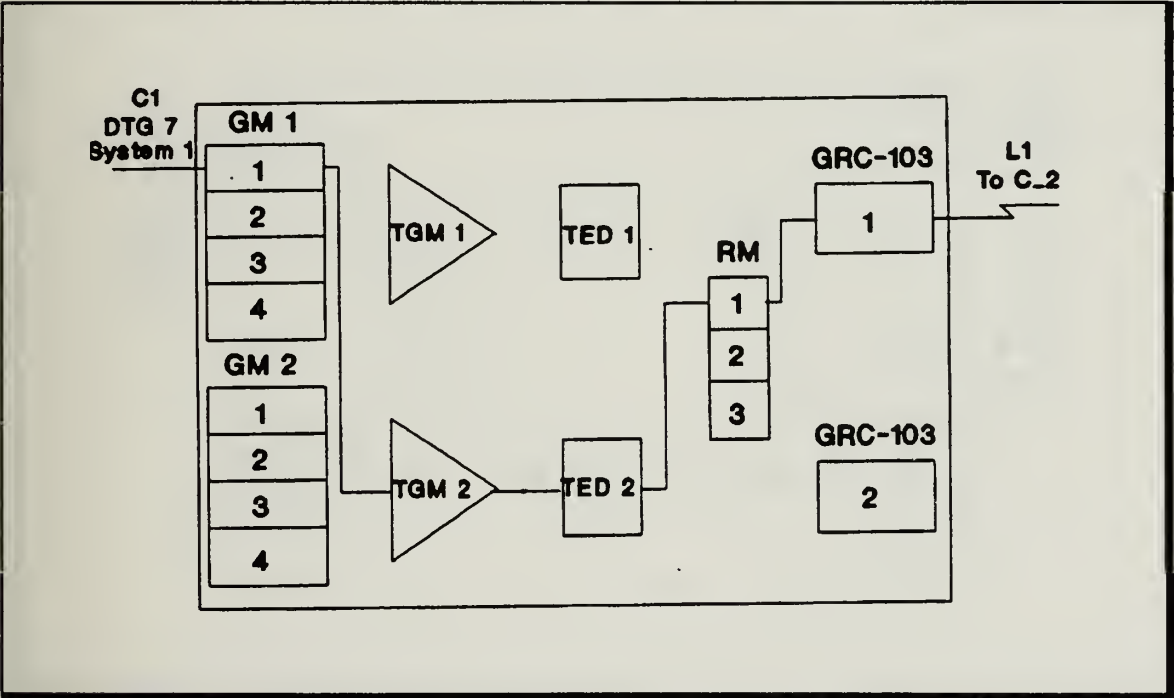 C1
DTG 7
System 1
GM 1
1
2
3
4
GM 2
1
2
3
4
TGM 1
TED 1
TGM 2
TED 2
RM
1
2
3
GRC-103
1
L1
To C_2
GRC-103
2